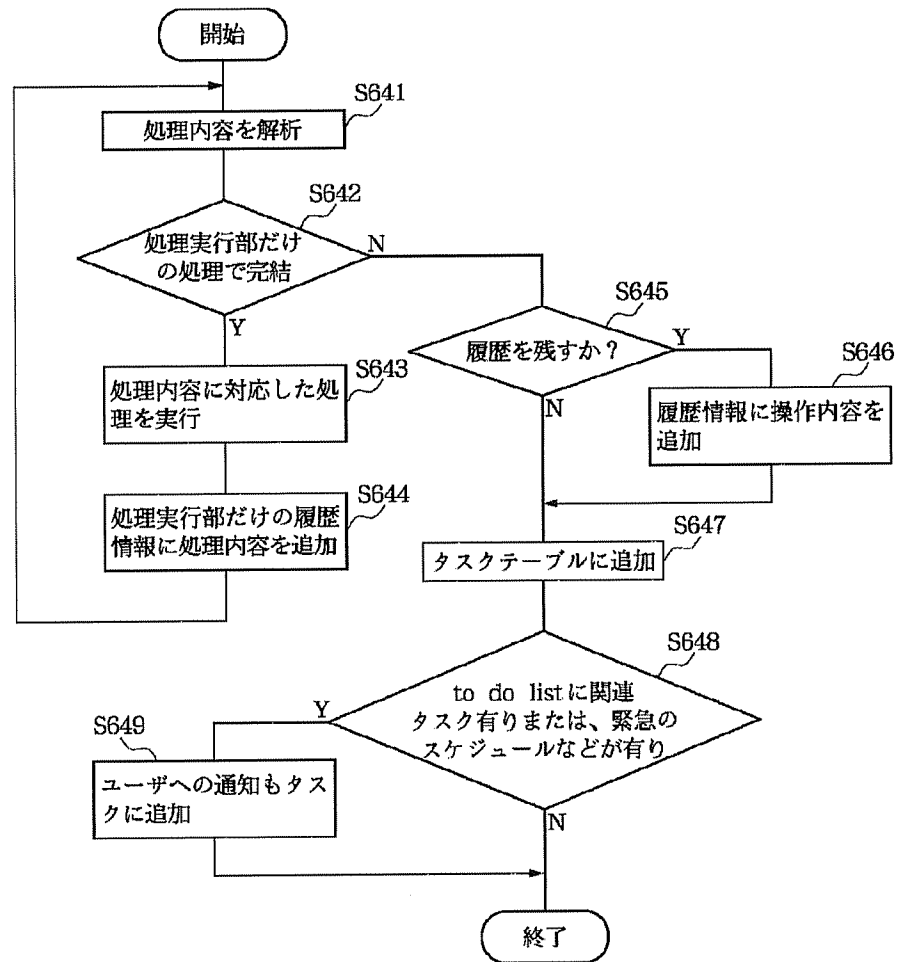 開始
S641
処理内容を解析
S642
処理実行部だけ
の処理で完結
N
Y
S643
処理内容に対応した処
理を実行
S644
処理実行部だけの履歴
情報に処理内容を追加
S645
履歴を残すか？
Y
N
S646
履歴情報に操作内容を
追加
S647
タスクテーブルに追加
S648
to do listに関連
タスク有りまたは、緊急の
スケジュールなどが有り
Y
N
S649
ユーザへの通知もタス
クに追加
終了